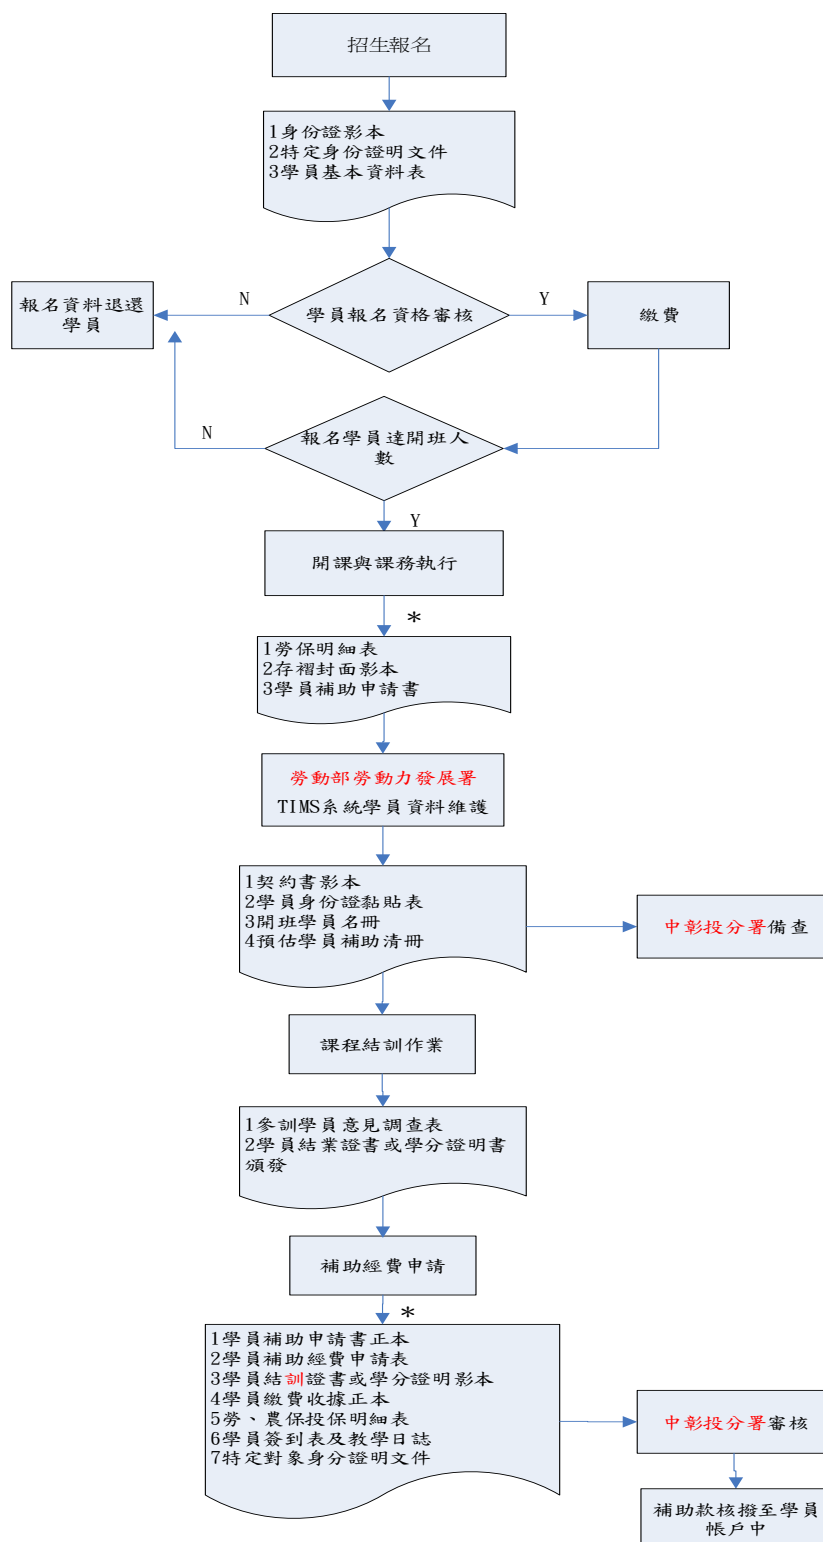 招生報名
1身份證影本
2特定身份證明文件
3學員基本資料表
報名資料退還
學員
N
學員報名資格審核
Y
繳費
N
報名學員達開班人
數
Y
開課與課務執行
*
1勞保明細表
2存褶封面影本
3學員補助申請書
勞動部勞動力發展署
TIMS系統學員資料維護
1契約書影本
2學員身份證黏貼表
3開班學員名冊
4預估學員補助清冊
中彰投分署備查
課程結訓作業
1參訓學員意見調查表
2學員結業證書或學分證明書
頒發
補助經費申請
*
1學員補助申請書正本
2學員補助經費申請表
3學員結訓證書或學分證明影本
4學員繳費收據正本
5勞、農保投保明細表
6學員簽到表及教學日誌
7特定對象身分證明文件
中彰投分署審核
補助款核撥至學員
帳戶中